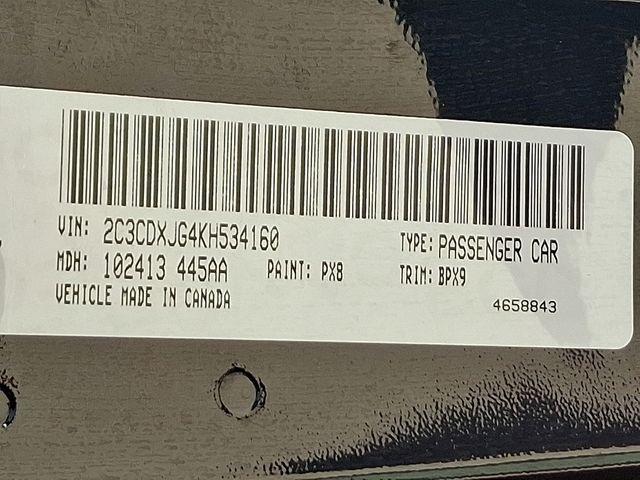 VIN: 2C3CDXJG4KH534160 TYPE: PASSENGER CAR
MDH: 102413 445AA PAINT: PX8 TRIM: BPX9
VEHICLE MADE IN CANADA 4658843